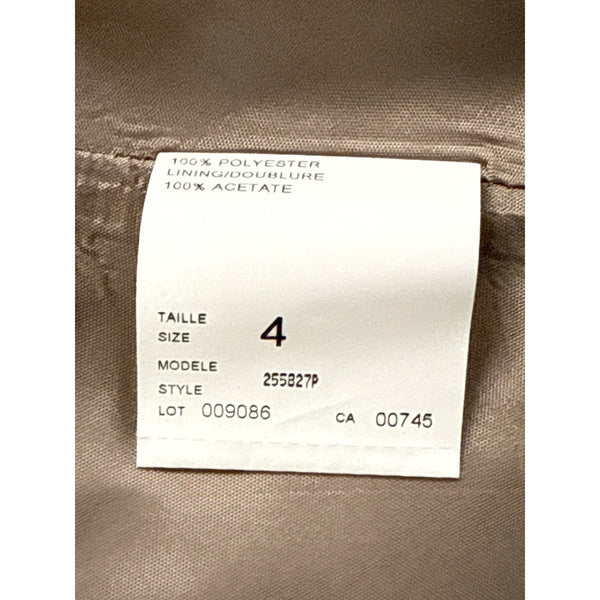 100% POLYESTER
LINING/DOUBLURE
100% ACETATE
TAILLE
SIZE 4
MODELE
STYLE 255827P
LOT 009086 CA 00745